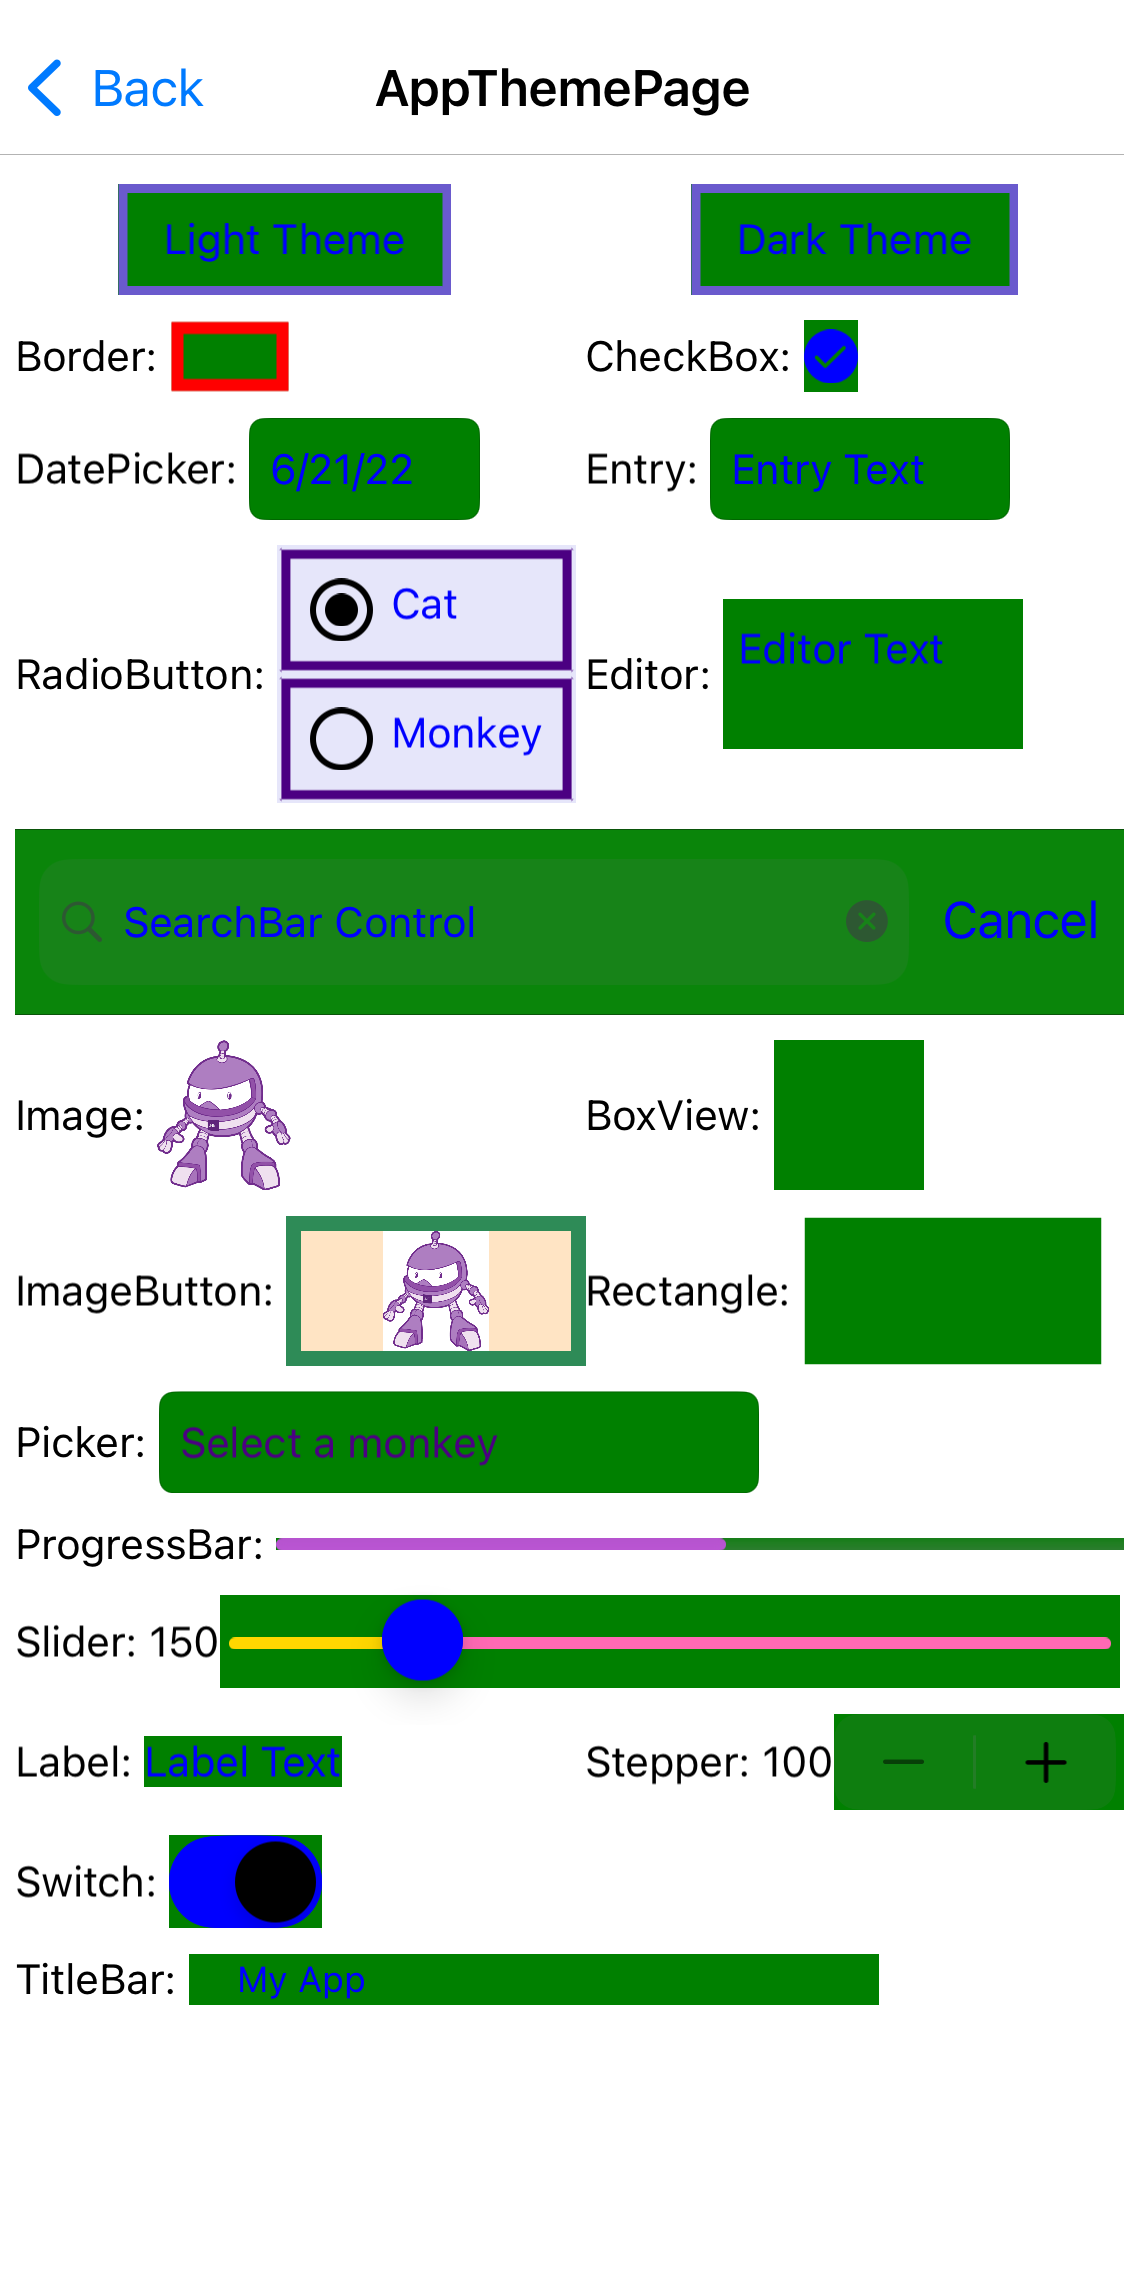 Back
AppThemePage
Light Theme
Dark Theme
Border:
CheckBox:
DatePicker: 6/21/22
Entry: Entry Text
RadioButton:
Cat
Monkey
Editor: Editor Text
SearchBar Control
Cancel
Image:
BoxView:
ImageButton:
Rectangle:
Picker: Select a monkey
ProgressBar:
Slider: 150
Label: Label Text
Stepper: 100
Switch:
TitleBar: My App